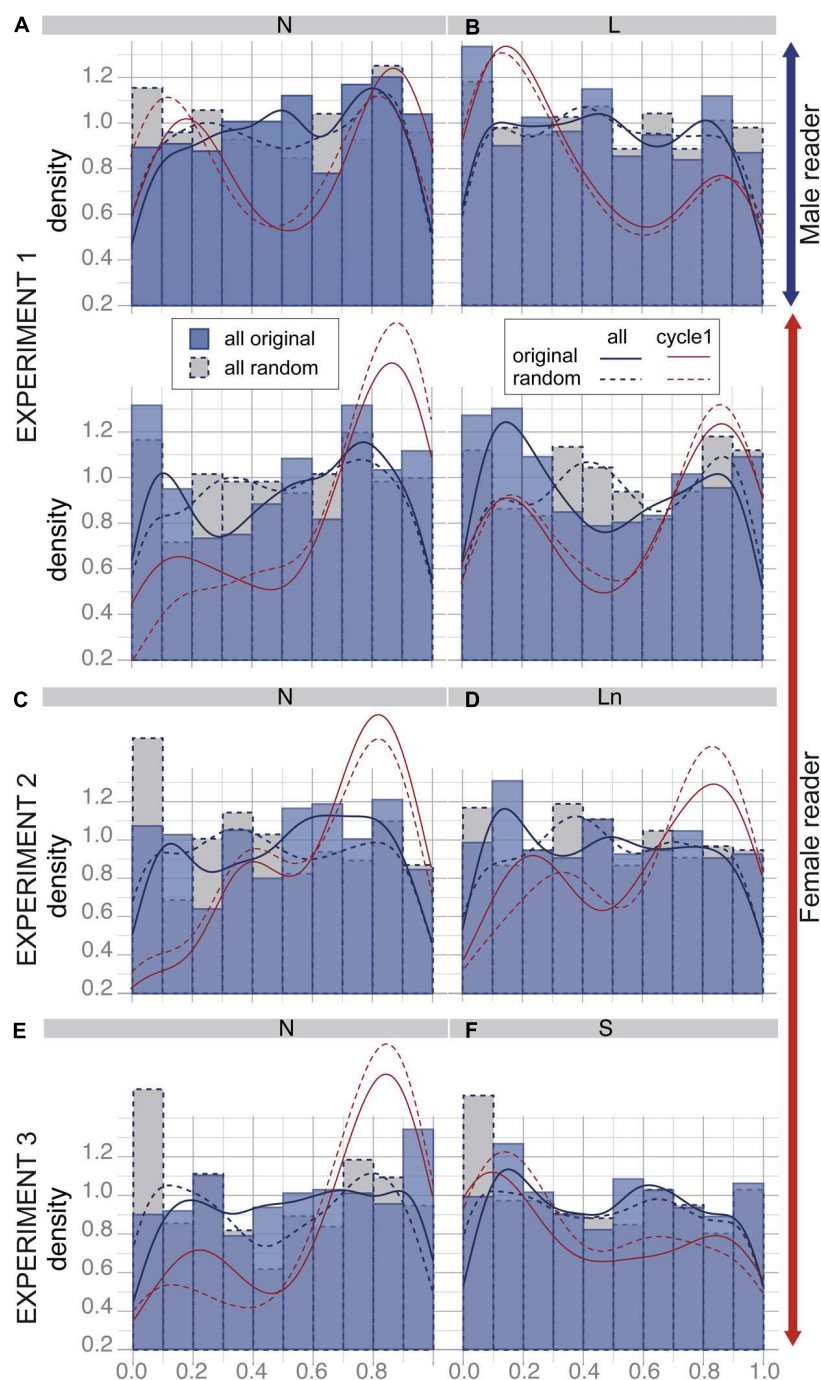 A N B L
1.2
1.0
0.8
0.6
0.4
0.2
density
EXPERIMENT 1
Male reader
all original
all random
all cycle1
original
random
1.2
1.0
0.8
0.6
0.4
0.2
density
C N D Ln
1.2
1.0
0.8
0.6
0.4
0.2
density
EXPERIMENT 2
Female reader
E N F S
1.2
1.0
0.8
0.6
0.4
0.2
density
EXPERIMENT 3
0.0 0.2 0.4 0.6 0.8 0.0 0.2 0.4 0.6 0.8 1.0